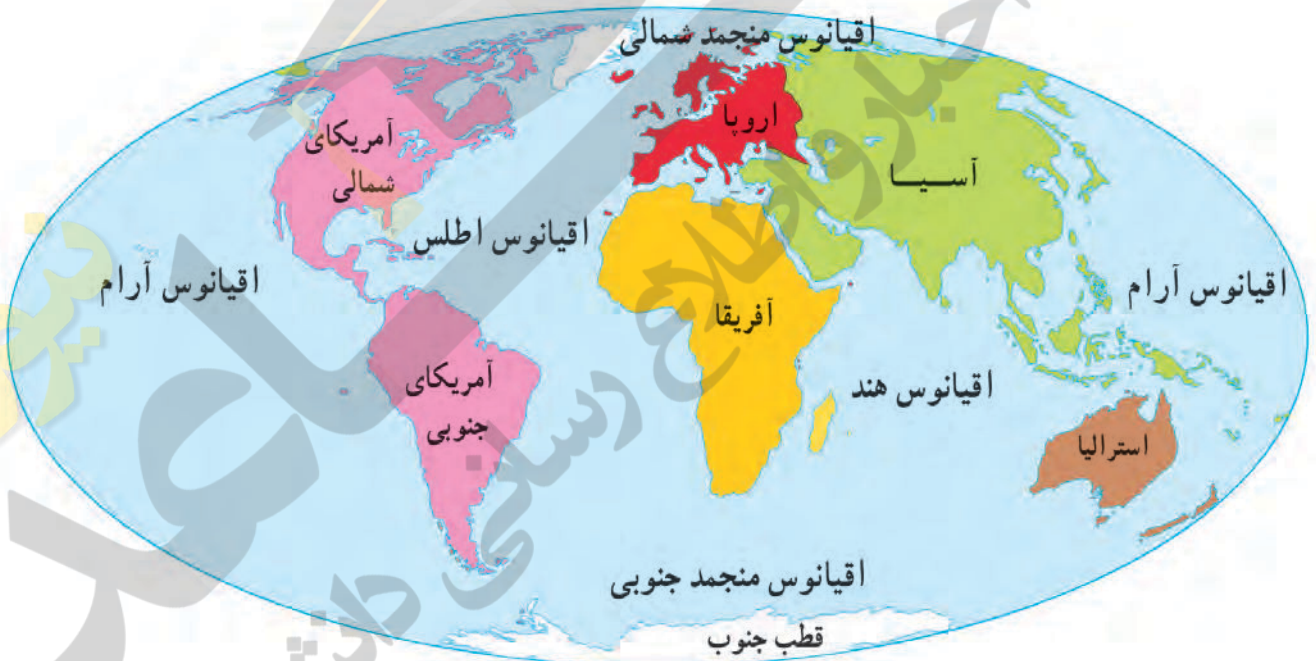 اقیانوس منجمد شمالی
اروپا
آمریکای
شمالی
آســیــا
اقیانوس اطلس
اقیانوس آرام
اقیانوس آرام
آفریقا
آمریکای
جنوبی
اقیانوس هند
استرالیا
اقیانوس منجمد جنوبی
قطب جنوب